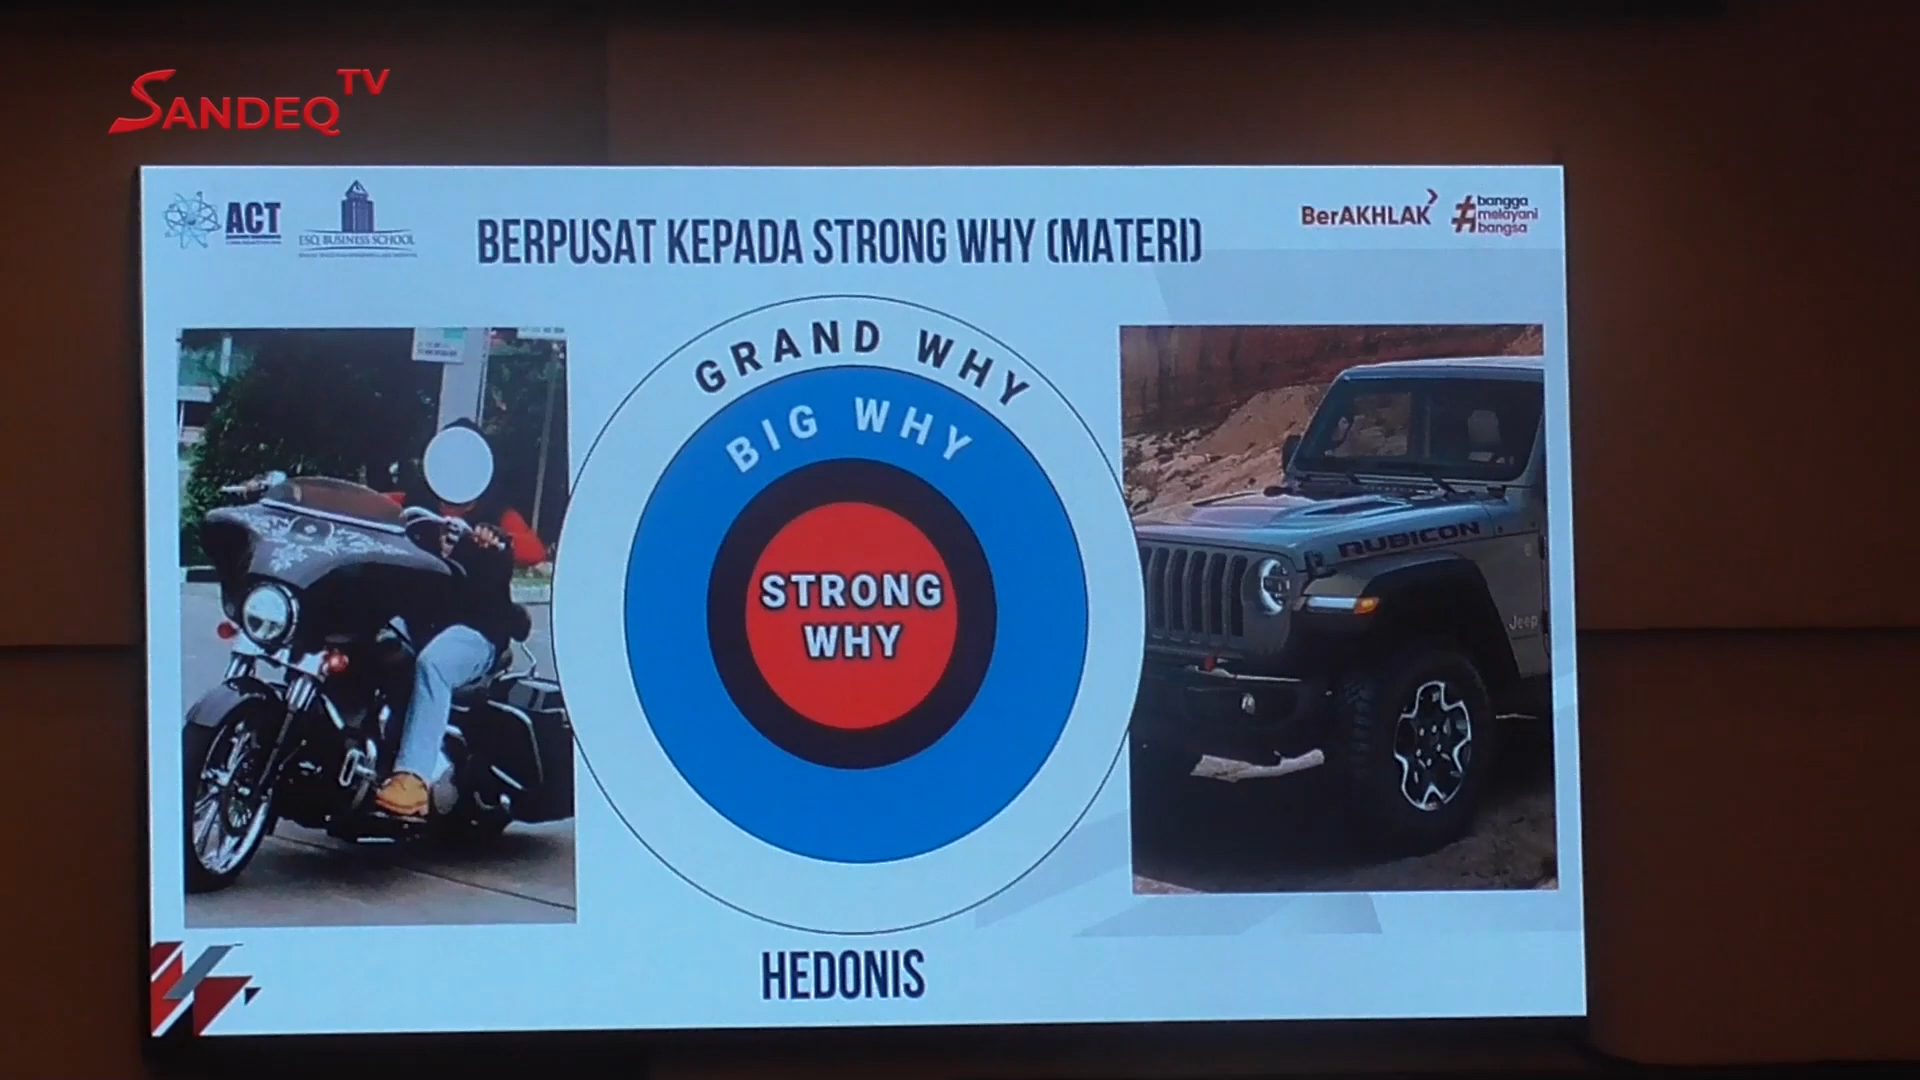 SANDEQ TV
ACT
ESQ BUSINESS SCHOOL
BERPUSAT KEPADA STRONG WHY (MATERI)
BerAKHLAK
#bangga
melayani
bangsa
GRAND WHY
BIG WHY
STRONG
WHY
RUBICON
Jeep
HEDONIS